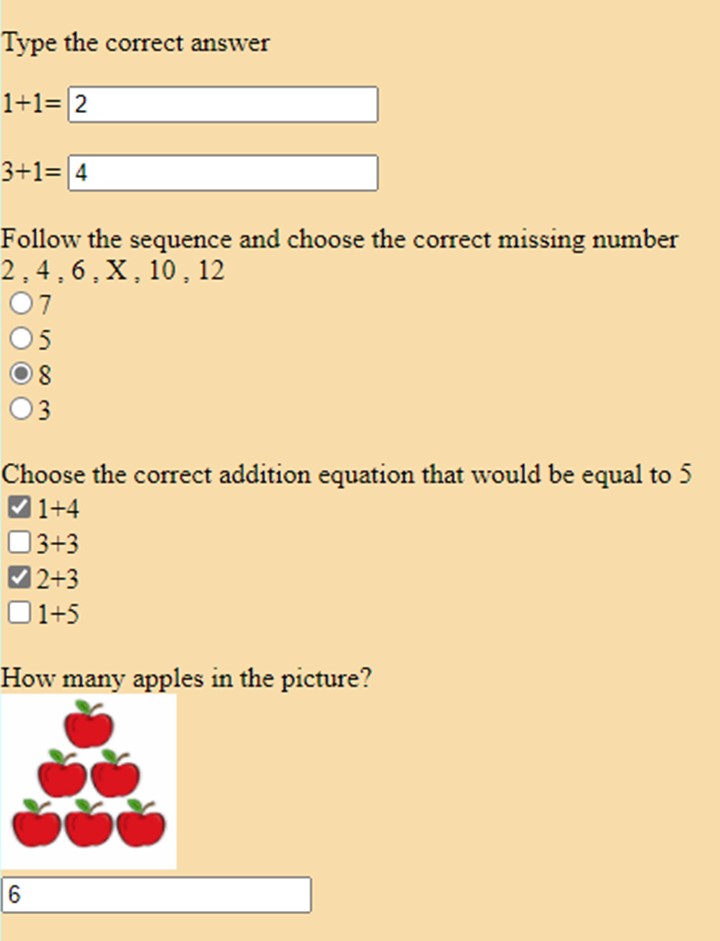 Type the correct answer
1+1= 2
3+1= 4
Follow the sequence and choose the correct missing number
2 , 4 , 6 , X , 10 , 12
7
5
8
3
Choose the correct addition equation that would be equal to 5
1+4
3+3
2+3
1+5
How many apples in the picture?
6